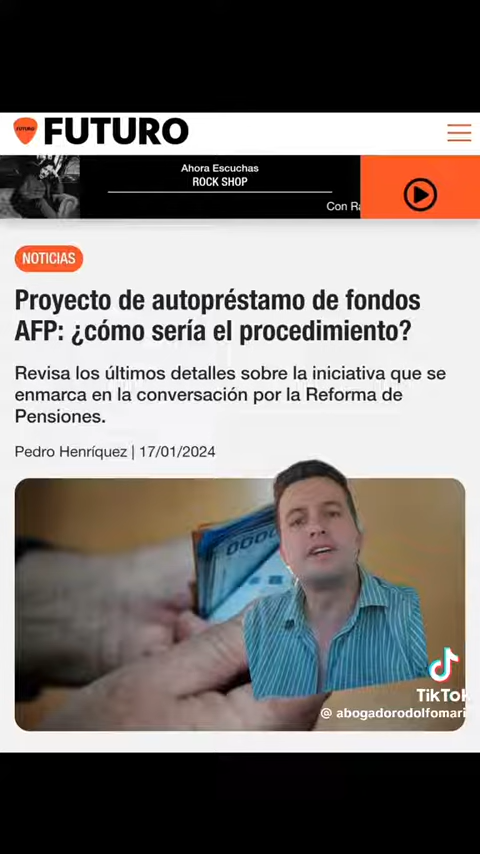 FUTURO
FUTURO
Ahora Escuchas
ROCK SHOP
Con Ra
NOTICIAS
Proyecto de autopréstamo de fondos
AFP: ¿cómo sería el procedimiento?
Revisa los últimos detalles sobre la iniciativa que se
enmarca en la conversación por la Reforma de
Pensiones.
Pedro Henríquez | 17/01/2024
TikTok
@ abogadorodolfomari